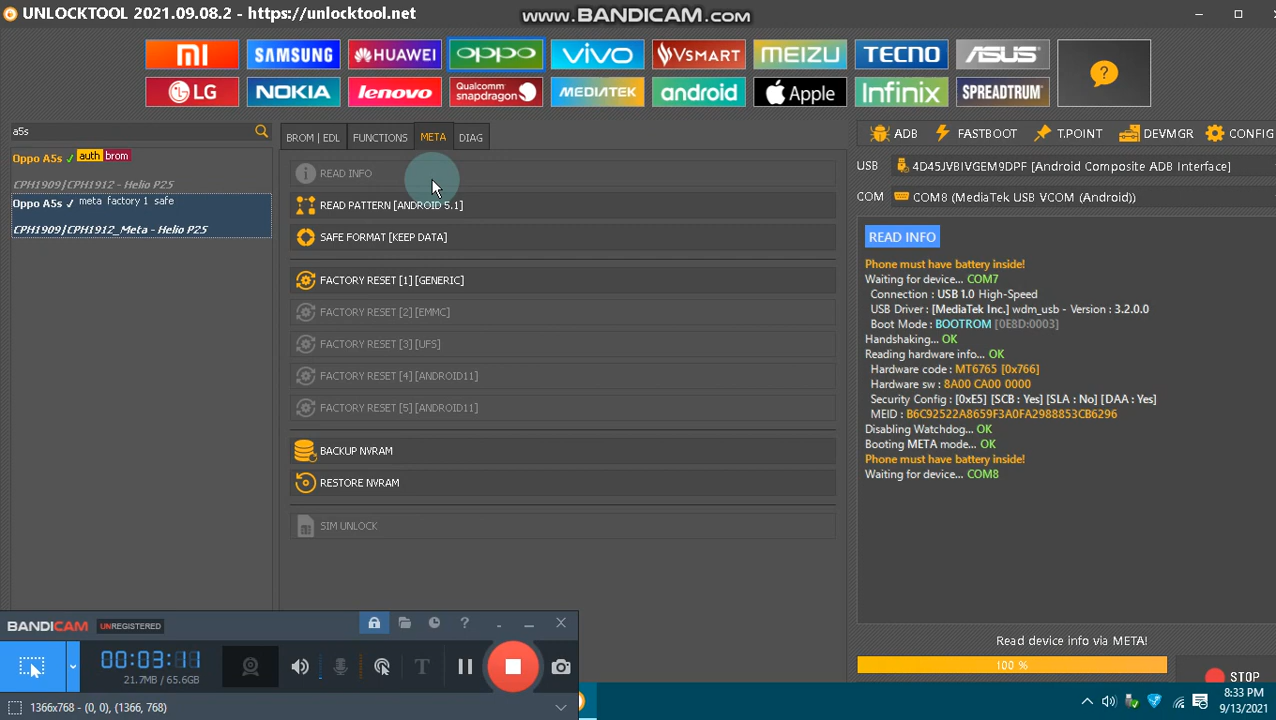 UNLOCKTOOL 2021.09.08.2 - https://unlocktool.net
www.BANDICAM.com
mi SAMSUNG HUAWEI oppo vivo VSMART MEIZU TECNO ASUS
LG NOKIA lenovo Qualcomm snapdragon MEDIATEK android Apple Infinix SPREADTRUM ?
a5s
Oppo A5s ✓ auth brom
CPH1909|CPH1912 - Helio P25
Oppo A5s ✓ meta factory 1 safe
CPH1909|CPH1912_Meta - Helio P25
BROM | EDL FUNCTIONS META DIAG
READ INFO
READ PATTERN [ANDROID 5.1]
SAFE FORMAT [KEEP DATA]
FACTORY RESET [1] [GENERIC]
FACTORY RESET [2] [EMMC]
FACTORY RESET [3] [UFS]
FACTORY RESET [4] [ANDROID11]
FACTORY RESET [5] [ANDROID11]
BACKUP NVRAM
RESTORE NVRAM
SIM UNLOCK
ADB FASTBOOT T.POINT DEVMGR CONFIG
USB 4D45JVBIVGEM9DPF [Android Composite ADB Interface]
COM COM8 (MediaTek USB VCOM (Android))
READ INFO
Phone must have battery inside!
Waiting for device... COM7
Connection : USB 1.0 High-Speed
USB Driver : [MediaTek Inc.] wdm_usb - Version : 3.2.0.0
Boot Mode : BOOTROM [0E8D:0003]
Handshaking... OK
Reading hardware info... OK
Hardware code : MT6765 [0x766]
Hardware sw : 8A00 CA00 0000
Security Config : [0xE5] [SCB : Yes] [SLA : No] [DAA : Yes]
MEID : B6C92522A8659F3A0FA2988853CB6296
Disabling Watchdog... OK
Booting META mode... OK
Phone must have battery inside!
Waiting for device... COM8
Read device info via META!
100 %
STOP
BANDICAM UNREGISTERED
?
00:03:11
21.7MB / 65.6GB
T
1366x768 - (0, 0), (1366, 768)
8:33 PM
9/13/2021